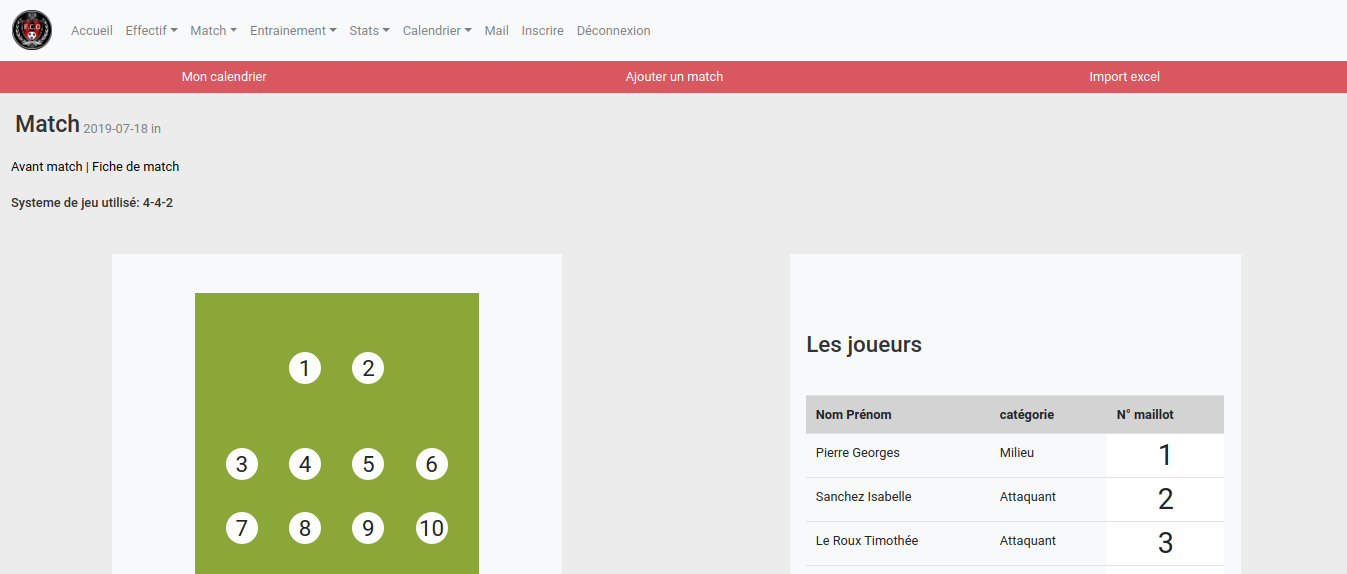 F.C.D
Accueil Effectif Match Entrainement Stats Calendrier Mail Inscrire Déconnexion
Mon calendrier Ajouter un match Import excel
Match 2019-07-18 in
Avant match | Fiche de match
Systeme de jeu utilisé: 4-4-2
1 2
3 4 5 6
7 8 9 10
Les joueurs
Nom Prénom catégorie N° maillot
Pierre Georges Milieu 1
Sanchez Isabelle Attaquant 2
Le Roux Timothée Attaquant 3